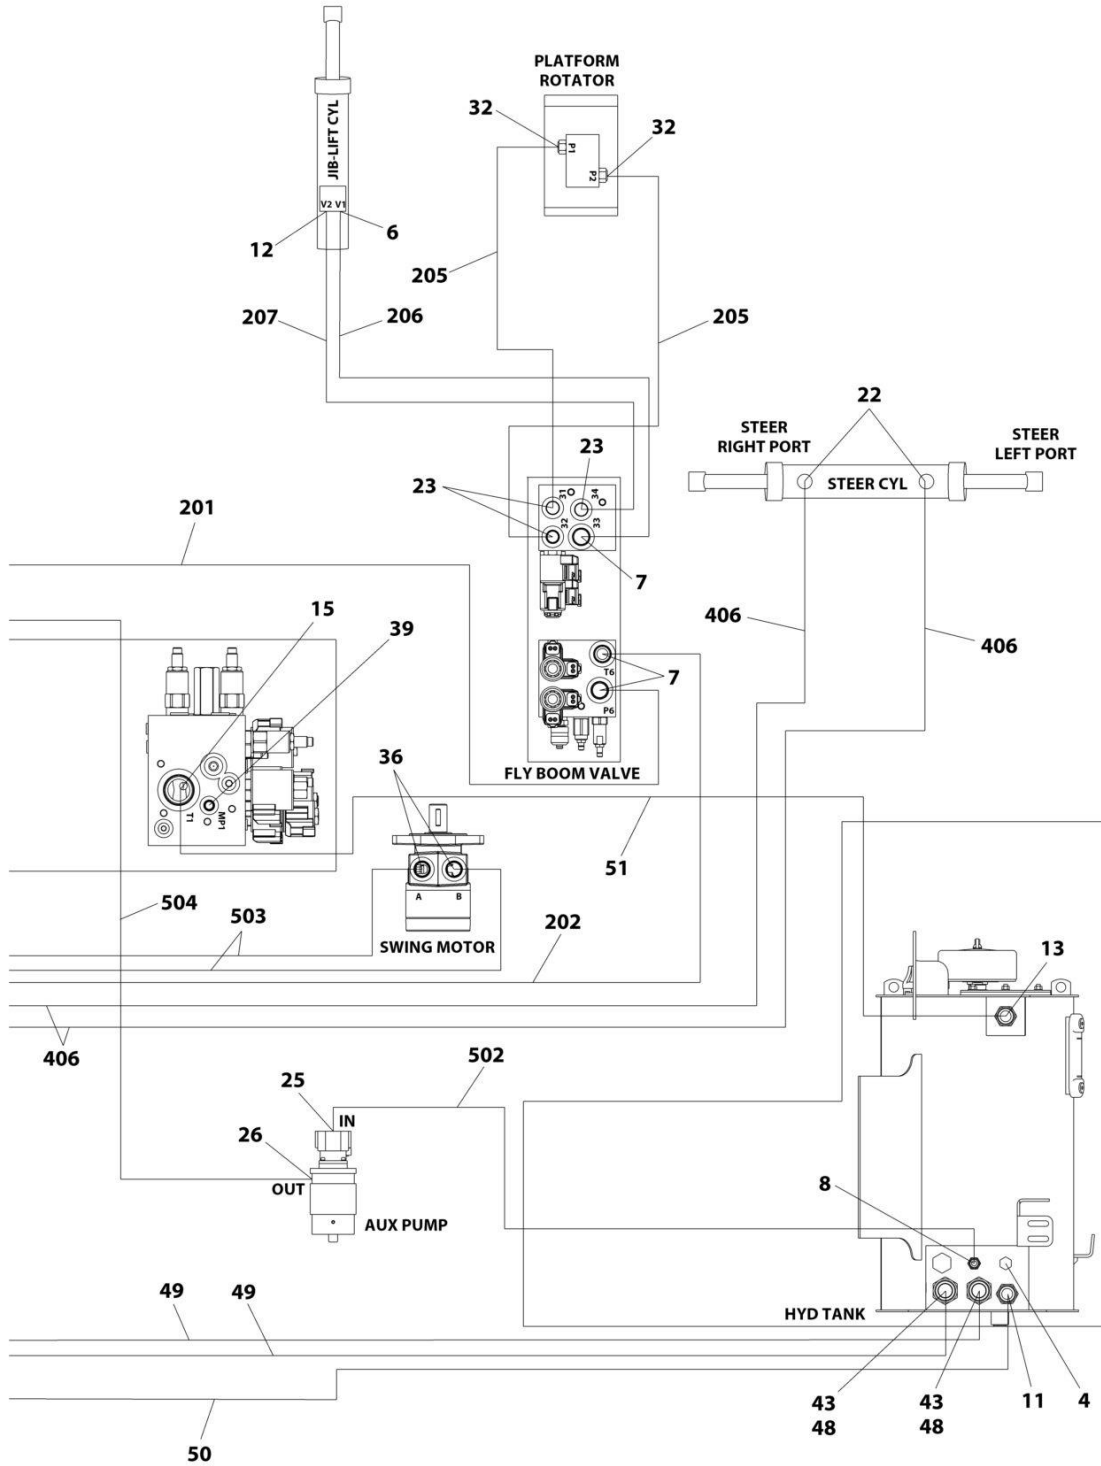 PLATFORM
ROTATOR
32
32
P1
P2
JIB-LIFT CYL
V2 V1
12
6
205
207
206
205
22
STEER
RIGHT PORT
STEER
LEFT PORT
STEER CYL
23
23
31
34
32
33
201
7
15
39
406
406
T6
7
P6
FLY BOOM VALVE
36
T1
MP1
51
A
B
SWING MOTOR
504
503
202
13
406
502
25
IN
26
OUT
AUX PUMP
8
49
49
HYD TANK
43
48
43
48
11
4
50